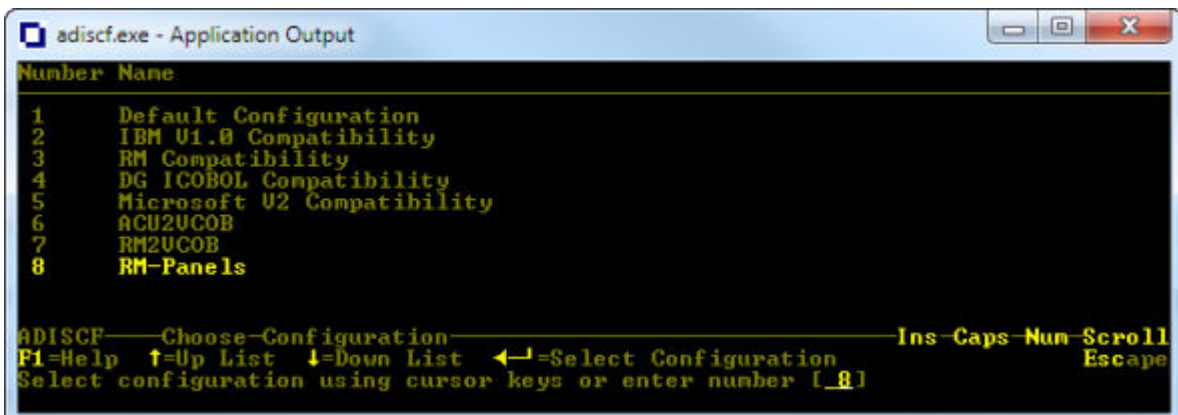 adiscf.exe - Application Output
Number Name
1 Default Configuration
2 IBM V1.0 Compatibility
3 RM Compatibility
4 DG ICOBOL Compatibility
5 Microsoft V2 Compatibility
6 ACU2VCOB
7 RM2VCOB
8 RM-Panels
ADISCF——Choose-Configuration——Ins-Caps-Num-Scroll
F1=Help ↑=Up List ↓=Down List ◄─┘=Select Configuration Escape
Select configuration using cursor keys or enter number [ 8]